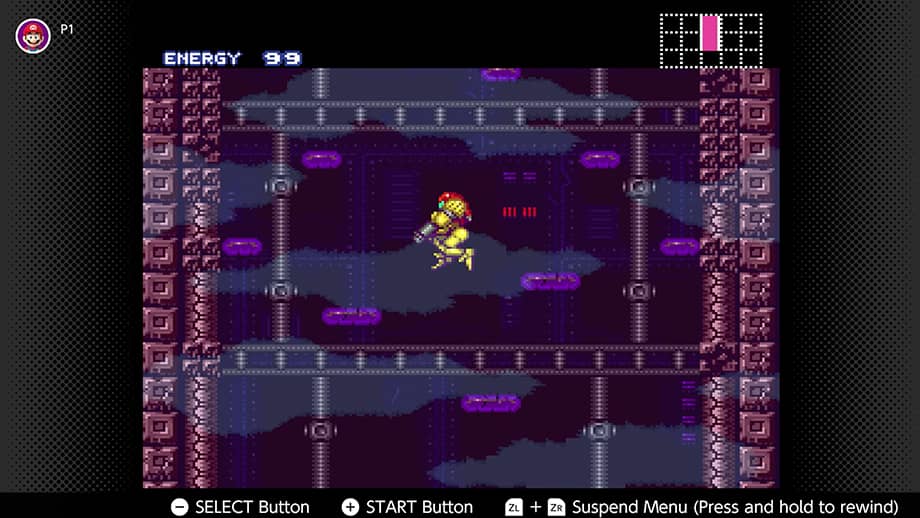 P1
ENERGY 99
− SELECT Button + START Button ZL + ZR Suspend Menu (Press and hold to rewind)